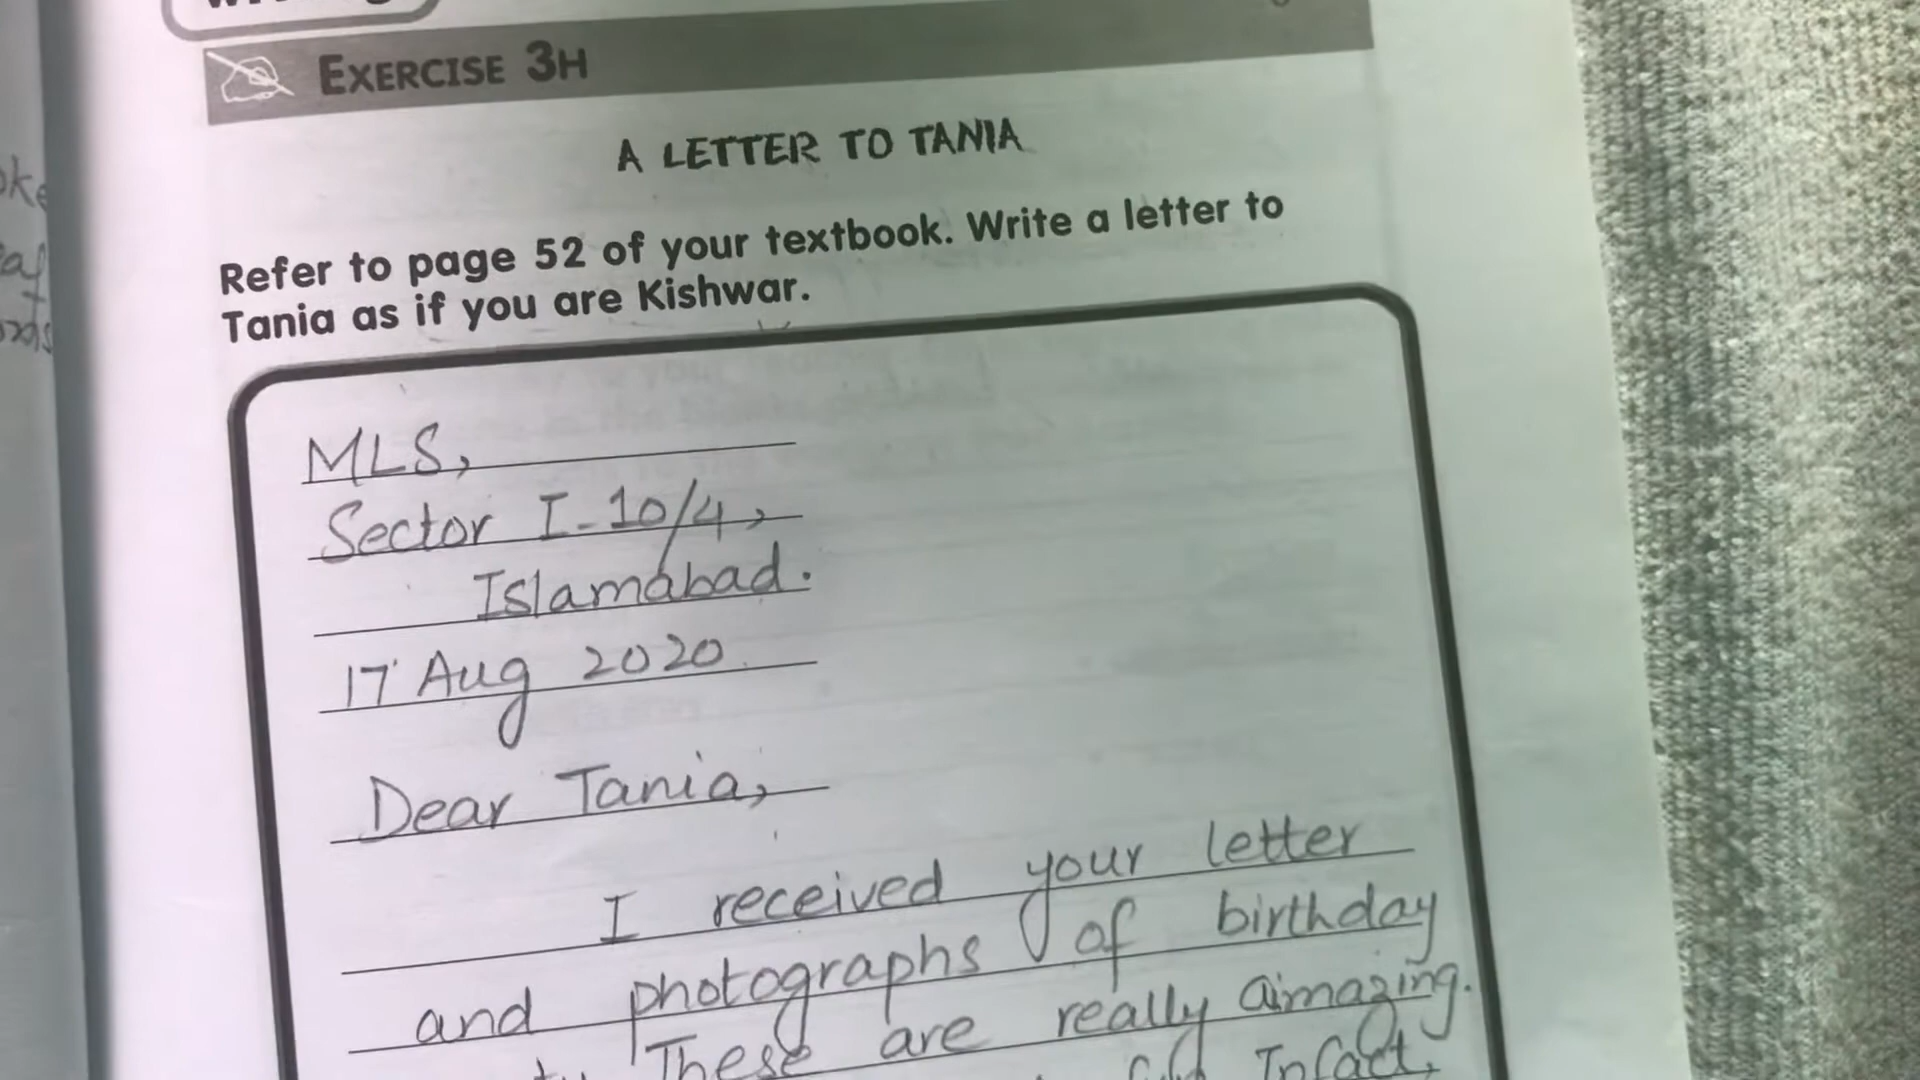 EXERCISE 3H
A LETTER TO TANIA
Refer to page 52 of your textbook. Write a letter to
Tania as if you are Kishwar.
MLS,
Sector I-10/4,
Islamabad.
17 Aug 2020
Dear Tania,
I received your letter
and photographs of birthday
These are really aimazing.
Infact,